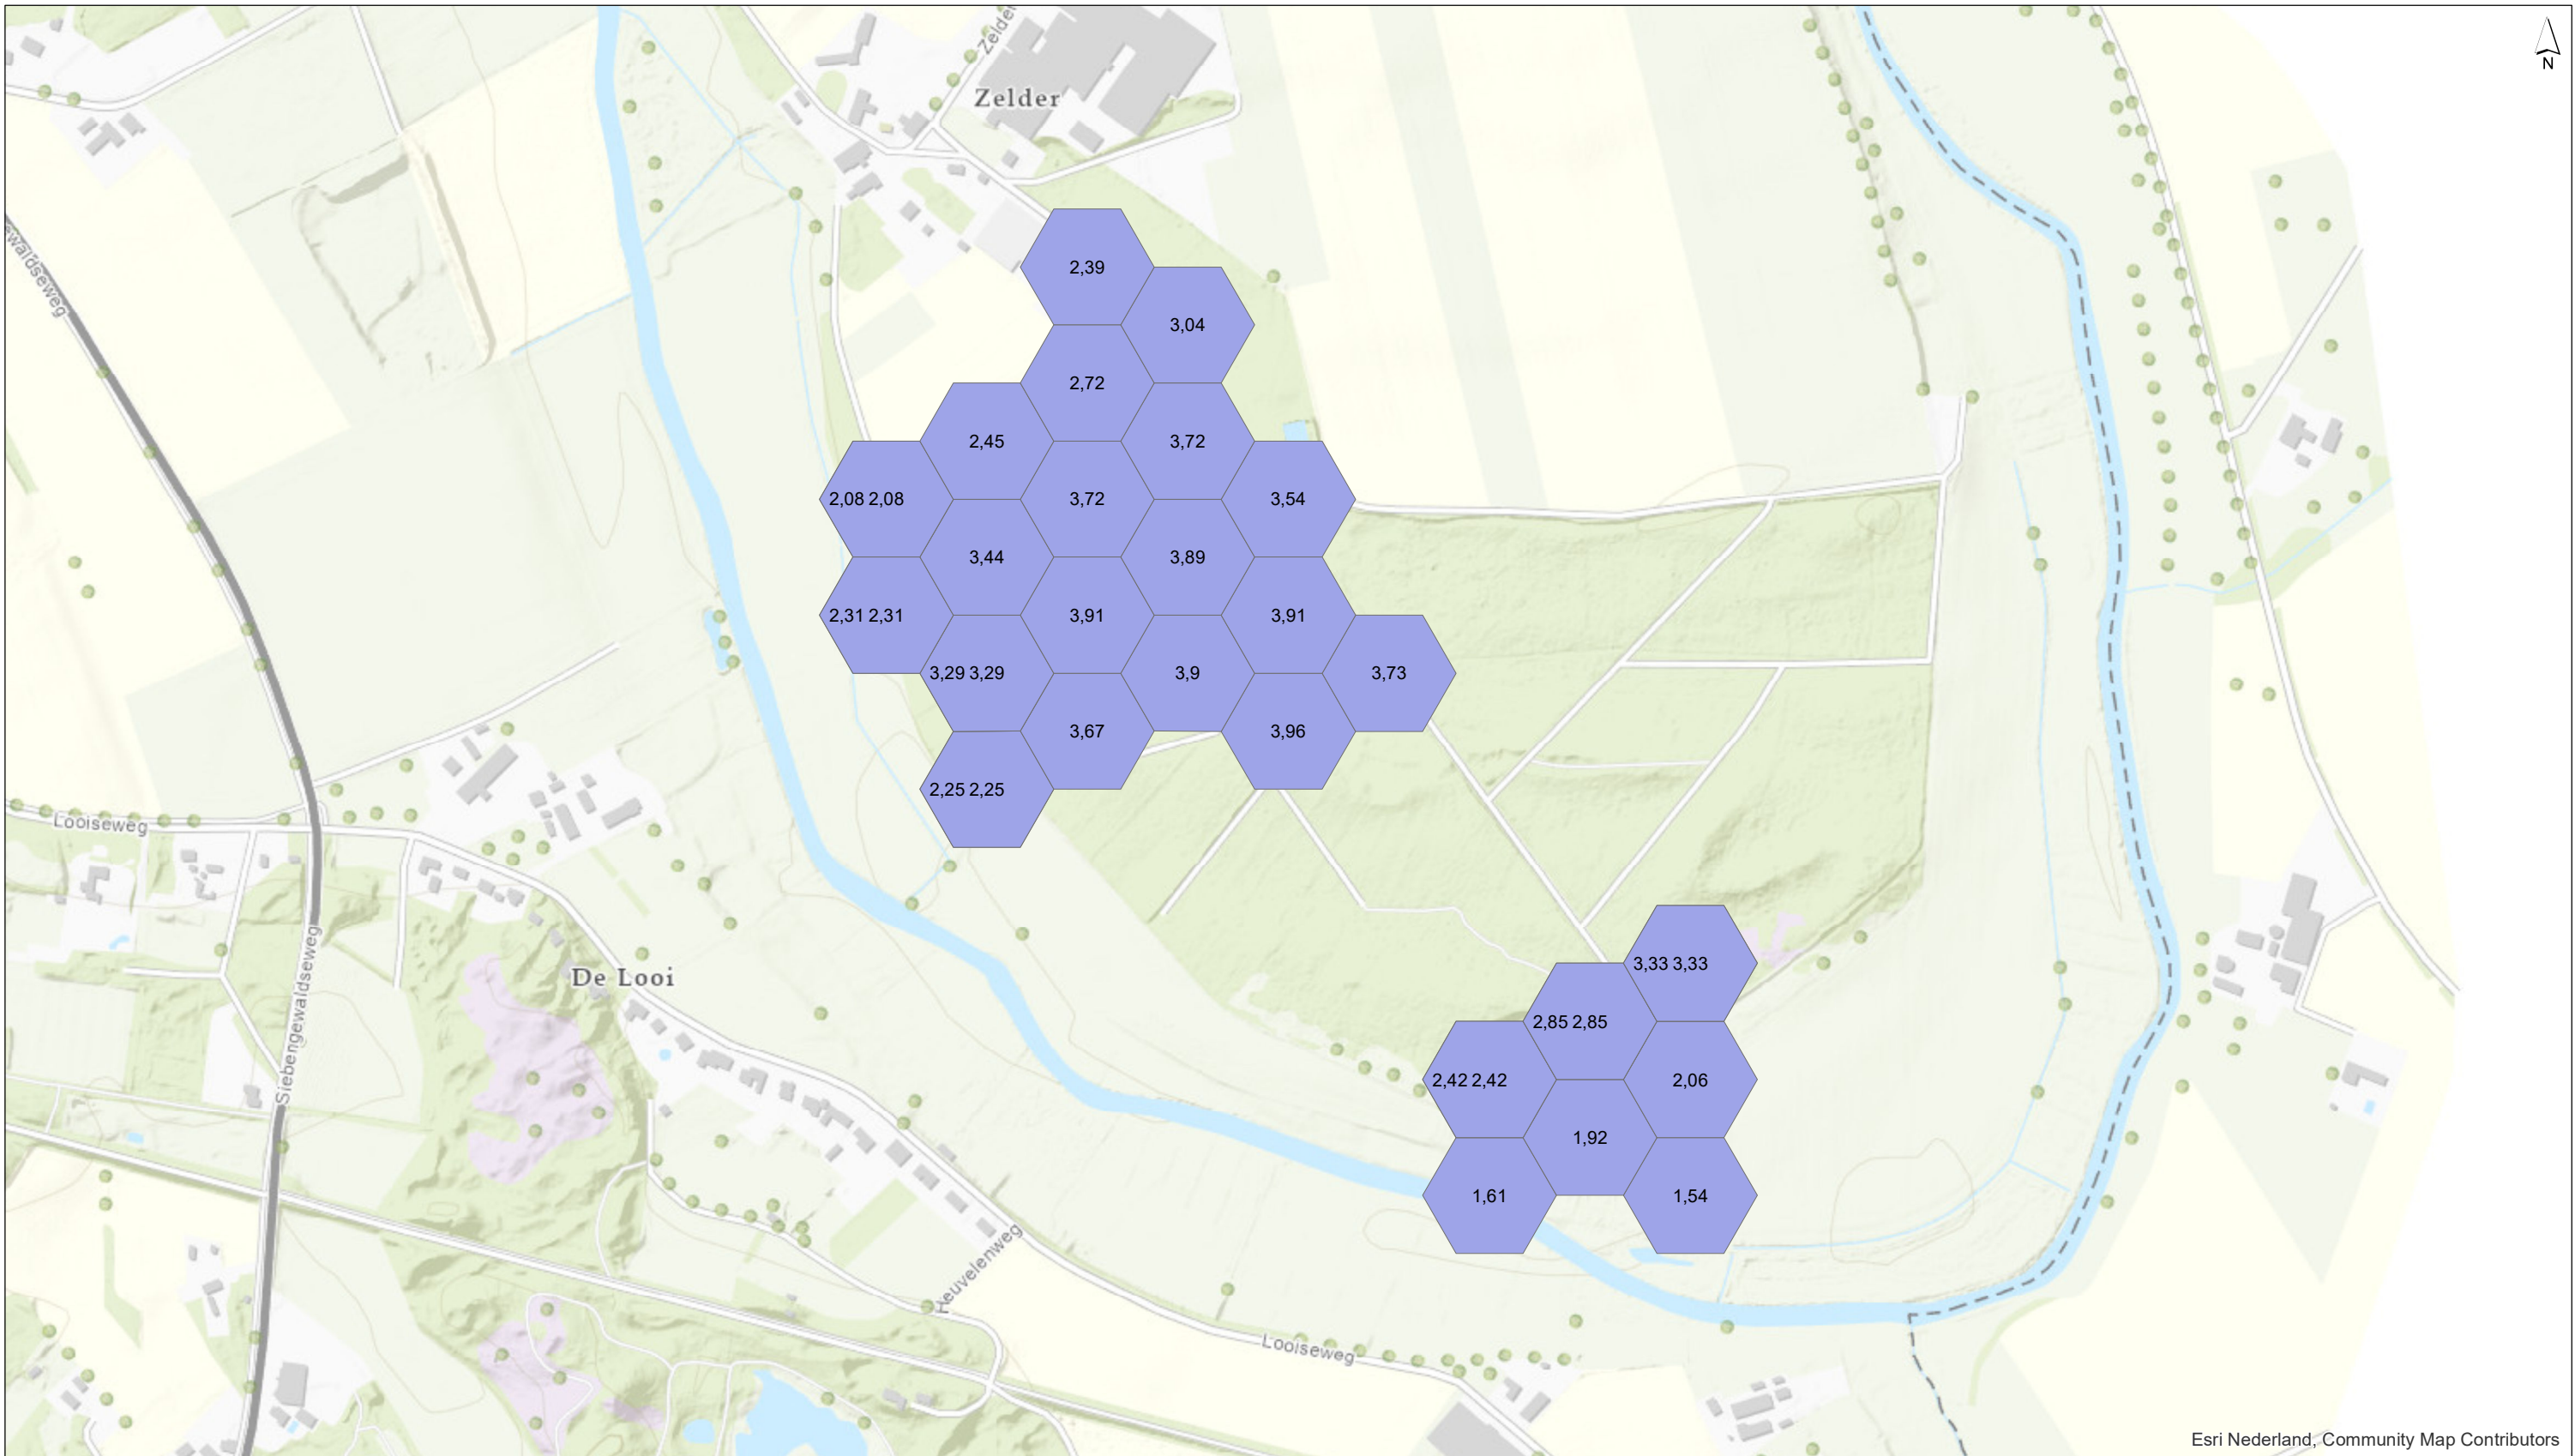 Zelder
N
Zelder
ewaldseweg
2,39
3,04
2,72
2,45
3,72
2,08 2,08
3,72
3,54
3,44
3,89
2,31 2,31
3,91
3,91
3,29 3,29
3,9
3,73
3,67
3,96
2,25 2,25
Looiseweg
Siebengewaldseweg
De Looi
3,33 3,33
2,85 2,85
2,42 2,42
2,06
1,92
1,61
1,54
Heuvelenweg
Looiseweg
Esri Nederland, Community Map Contributors